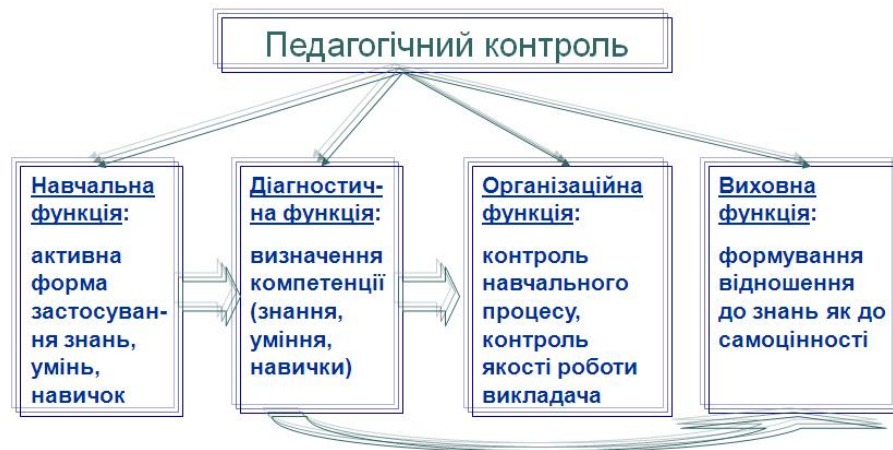 Педагогічний контроль
Навчальна
функція:
активна
форма
застосуван-
ня знань,
умінь,
навичок
Діагностич-
на функція:
визначення
компетенції
(знання,
уміння,
навички)
Організаційна
функція:
контроль
навчального
процесу,
контроль
якості роботи
викладача
Виховна
функція:
формування
відношення
до знань як до
самоцінності